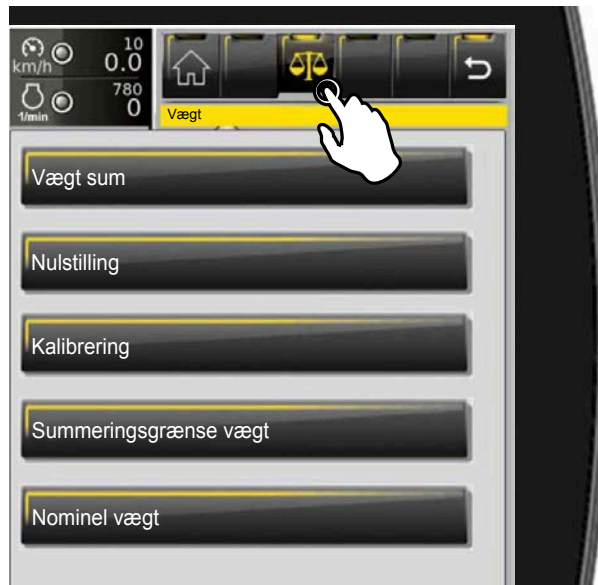 10
km/h 0.0
780
1/min 0
Vægt
Vægt sum
Nulstilling
Kalibrering
Summeringsgrænse vægt
Nominel vægt